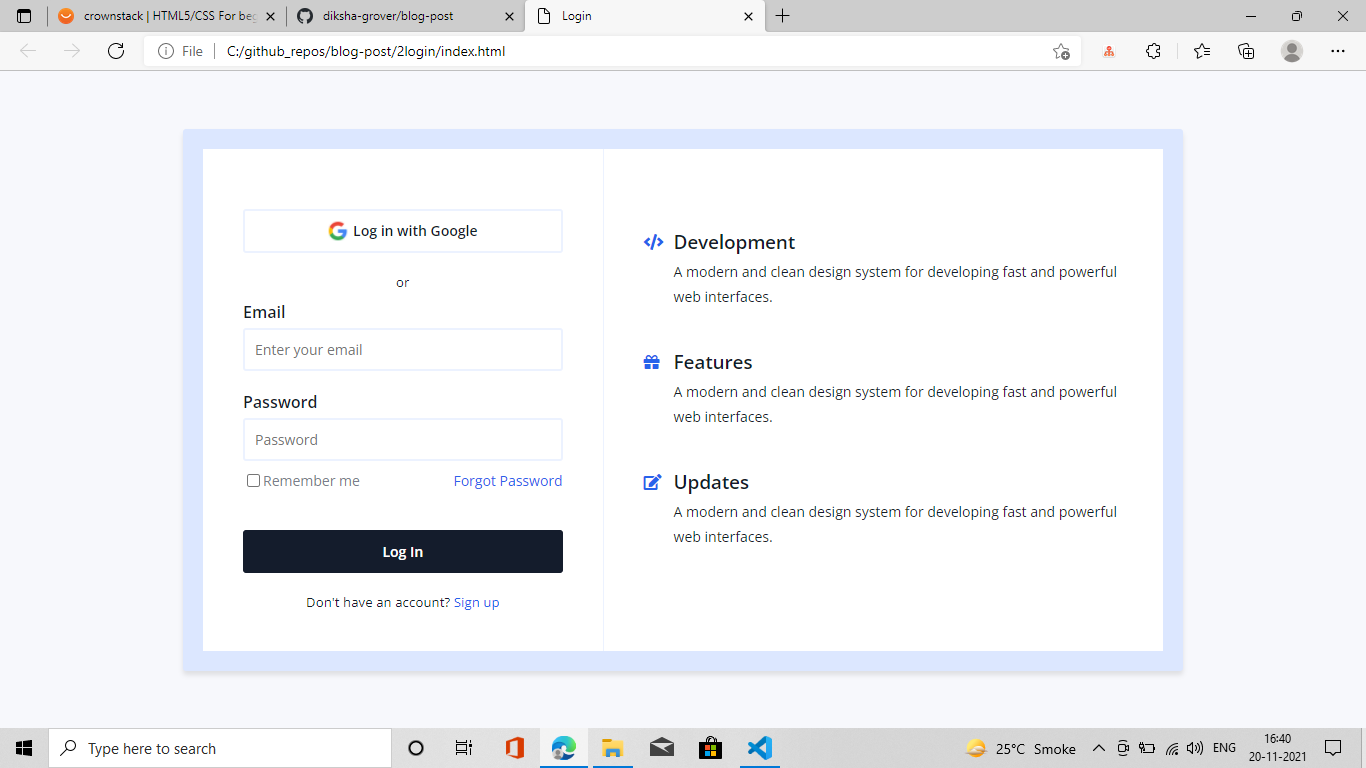 crownstack | HTML5/CSS For beg
diksha-grover/blog-post
Login
File
C:/github_repos/blog-post/2login/index.html
Log in with Google
or
Email
Enter your email
Password
Password
Remember me
Forgot Password
Log In
Don't have an account? Sign up
Development
A modern and clean design system for developing fast and powerful
web interfaces.
Features
A modern and clean design system for developing fast and powerful
web interfaces.
Updates
A modern and clean design system for developing fast and powerful
web interfaces.
Type here to search
25°C Smoke
ENG
16:40
20-11-2021